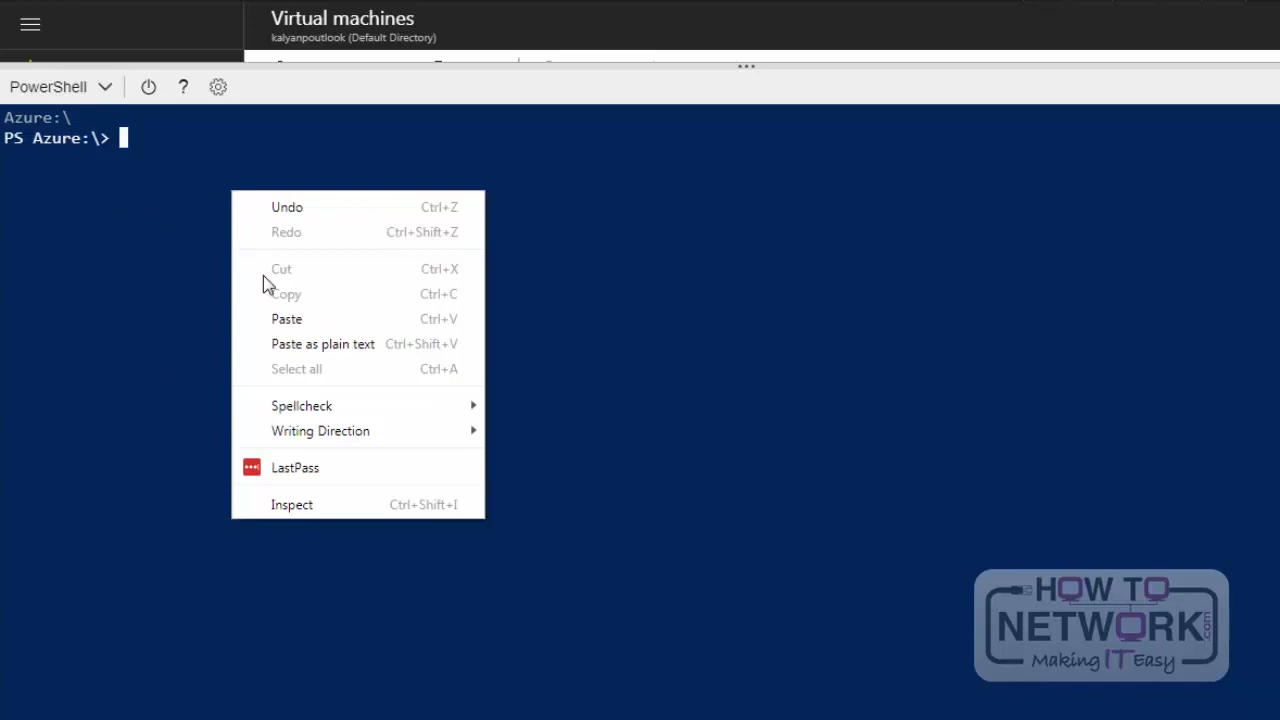 Virtual machines
kalyanpoutlook (Default Directory)
PowerShell
?
Azure:\
PS Azure:\>
Undo Ctrl+Z
Redo Ctrl+Shift+Z
Cut Ctrl+X
Copy Ctrl+C
Paste Ctrl+V
Paste as plain text Ctrl+Shift+V
Select all Ctrl+A
Spellcheck
Writing Direction
LastPass
Inspect Ctrl+Shift+I
HOW TO
NETWORK.com
Making IT Easy